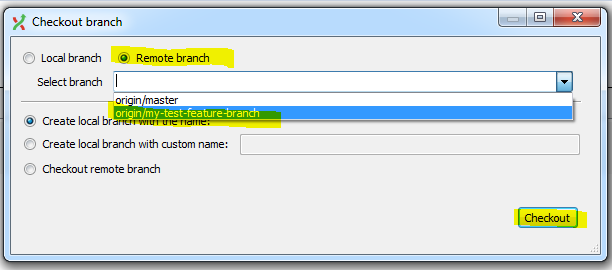 Checkout branch
Local branch Remote branch
Select branch
origin/master
origin/my-test-feature-branch
Create local branch with the name:
Create local branch with custom name:
Checkout remote branch
Checkout